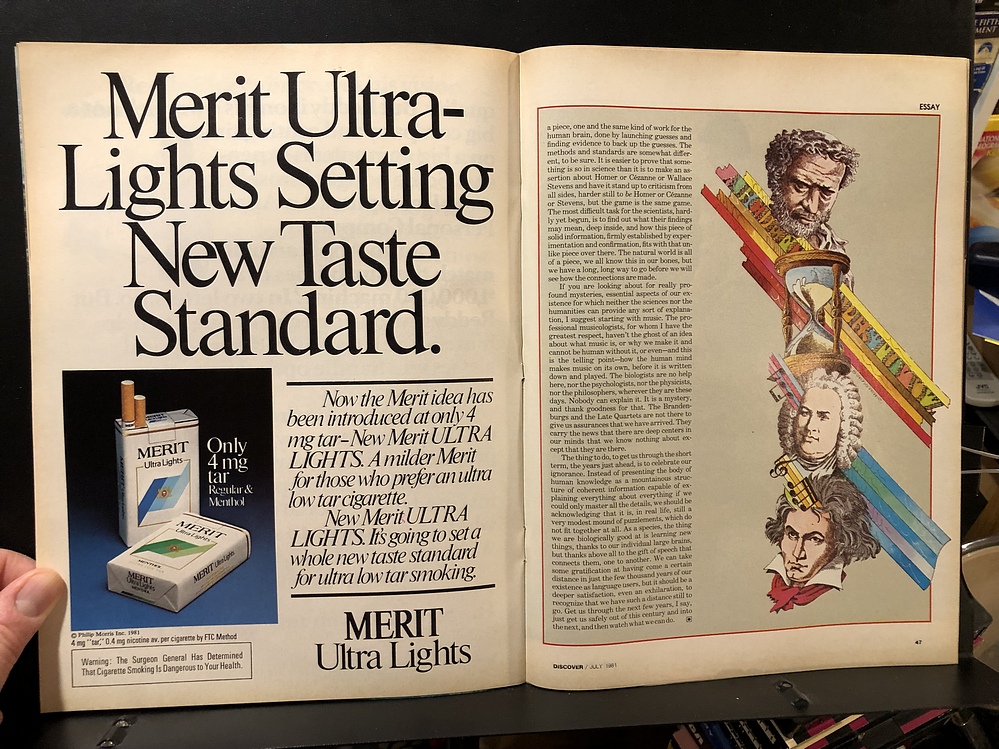 Merit Ultra-
Lights Setting
New Taste
Standard.
MERIT
Ultra Lights
MERIT
Ultra Lights
MENTHOL
MERIT
Ultra Lights
MERIT
Ultra Lights
Only
4 mg
tar
Regular &
Menthol
Now the Merit idea has
been introduced at only 4
mg tar–New Merit ULTRA
LIGHTS. A milder Merit
for those who prefer an ultra
low tar cigarette.
New Merit ULTRA
LIGHTS. It's going to set a
whole new taste standard
for ultra low tar smoking.
MERIT
Ultra Lights
© Philip Morris Inc. 1981
4 mg "tar," 0.4 mg nicotine av. per cigarette by FTC Method
Warning: The Surgeon General Has Determined
That Cigarette Smoking Is Dangerous to Your Health.
ESSAY
a piece, one and the same kind of work for the
human brain, done by launching guesses and
finding evidence to back up the guesses. The
methods and standards are somewhat differ-
ent, to be sure. It is easier to prove that some-
thing is so in science than it is to make an as-
sertion about Homer or Cézanne or Wallace
Stevens and have it stand up to criticism from
all sides, harder still to be Homer or Cézanne
or Stevens, but the game is the same game.
The most difficult task for the scientists, hard-
ly yet begun, is to find out what their findings
may mean, deep inside, and how this piece of
solid information, firmly established by exper-
imentation and confirmation, fits with that un-
like piece over there. The natural world is all
of a piece, we all know this in our bones, but
we have a long, long way to go before we will
see how the connections are made.
If you are looking for really pro-
found mysteries, essential aspects of our ex-
istence for which neither the sciences nor the
humanities can provide any sort of explana-
tion, I suggest starting with music. The pro-
fessional musicologists, for whom I have the
greatest respect, haven't the ghost of an idea
about what music is, or why we make it and
cannot be human without it, or even—and this
is the telling point—how the human mind
makes music on its own, before it is written
down and played. The biologists are no help
here, nor the psychologists, nor the physicists,
nor the philosophers, wherever they are these
days. Nobody can explain it. It is a mystery,
and thank goodness for that. The Branden-
burgs and the Late Quartets are not there to
give us assurances that we have arrived. They
carry the news that there are deep centers in
our minds that we know nothing about ex-
cept that they are there.
The thing to do, to get us through the short
term, the years just ahead, is to celebrate our
ignorance. Instead of presenting the body of
human knowledge as a mountainous struc-
ture of coherent information capable of ex-
plaining everything about everything if we
could only master all the details, we should be
acknowledging that it is, in real life, still a
very modest mound of puzzlements, which do
not fit together at all. As a species, the thing
we are biologically good at is learning new
things, thanks to our individual large brains,
but thanks above all to the gift of speech that
connects them, one to another. We can take
some gratification at having come a certain
distance in just the few thousand years of our
existence as language users, but it should be a
deeper satisfaction, even an exhilaration, to
recognize that we have such a distance still to
go. Get us through the next few years, I say,
just get us safely out of this century and into
the next, and then watch what we can do.
DISCOVER / JULY 1981
47